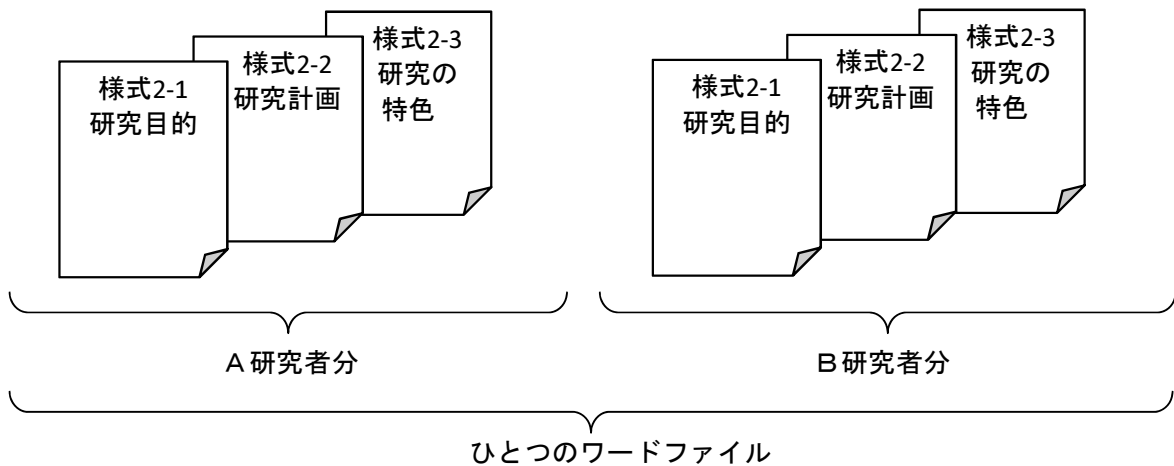 様式2-1
研究目的
様式2-2
研究計画
様式2-3
研究の
特色
様式2-1
研究目的
様式2-2
研究計画
様式2-3
研究の
特色
A研究者分
B研究者分
ひとつのワードファイル